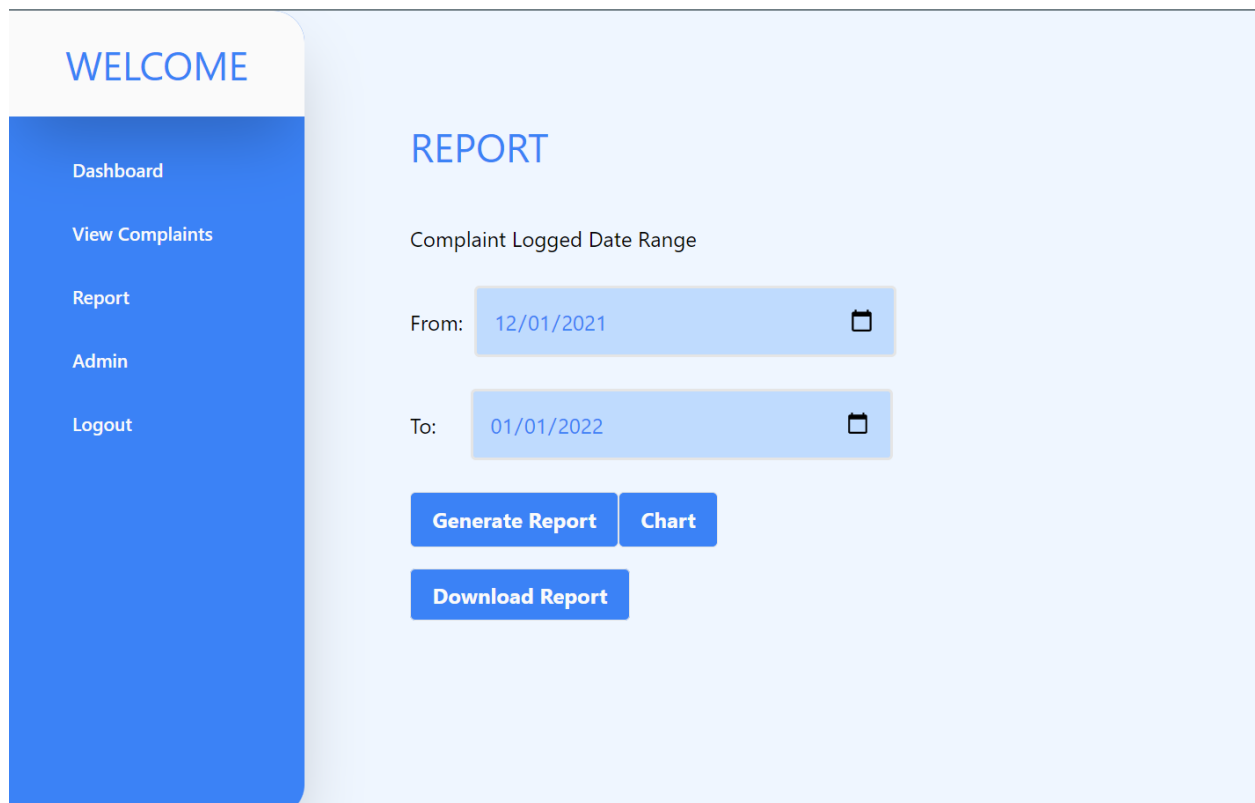 WELCOME
Dashboard
View Complaints
Report
Admin
Logout
REPORT
Complaint Logged Date Range
From: 12/01/2021
To: 01/01/2022
Generate Report Chart
Download Report